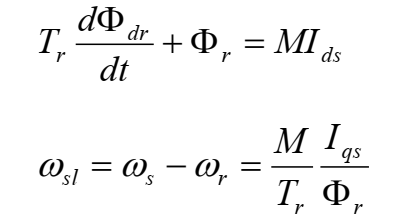 T_r dΦ_dr/dt + Φ_r = MI_ds
ω_sl = ω_s − ω_r = M/T_r I_qs/Φ_r